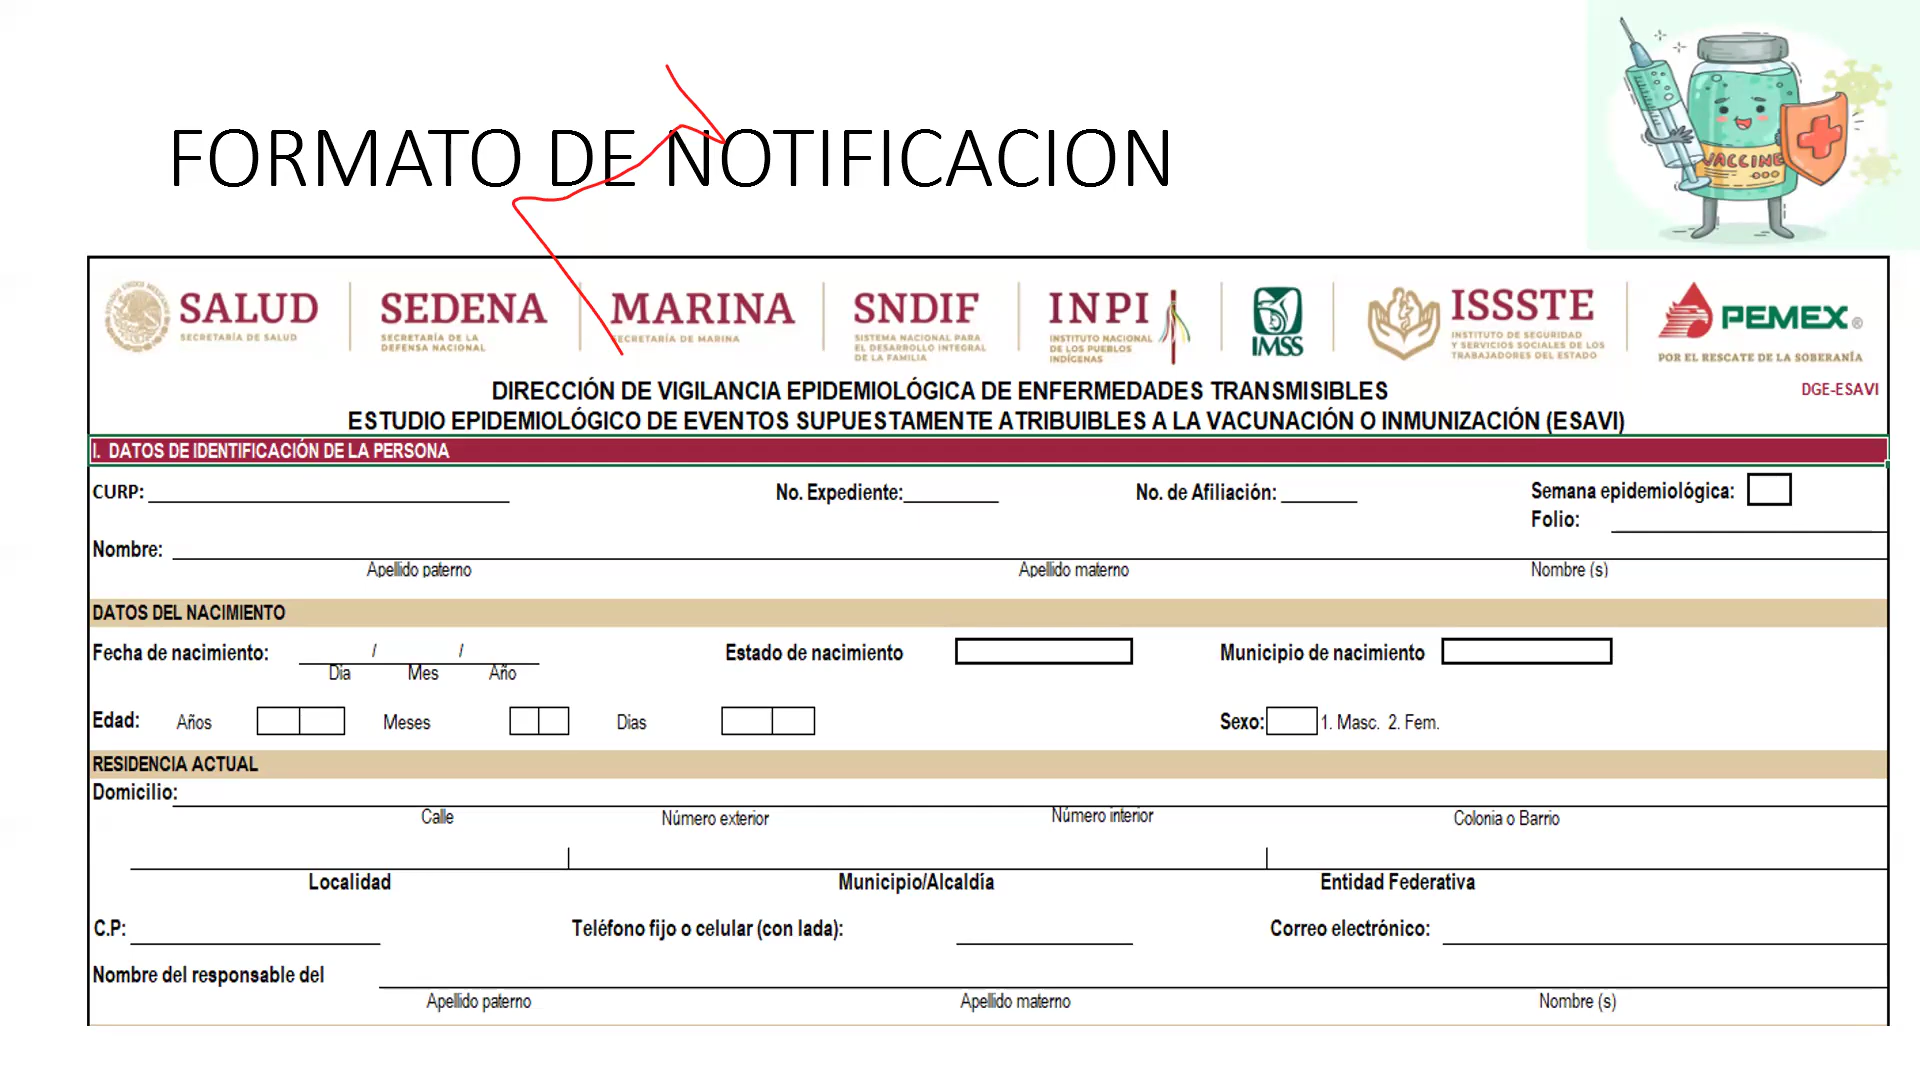 FORMATO DE NOTIFICACION
VACCINE
SALUD
SECRETARÍA DE SALUD
SEDENA
SECRETARÍA DE LA
DEFENSA NACIONAL
MARINA
SECRETARÍA DE MARINA
SNDIF
SISTEMA NACIONAL PARA
EL DESARROLLO INTEGRAL
DE LA FAMILIA
INPI
INSTITUTO NACIONAL
DE LOS PUEBLOS
INDÍGENAS
IMSS
ISSSTE
INSTITUTO DE SEGURIDAD
Y SERVICIOS SOCIALES DE LOS
TRABAJADORES DEL ESTADO
PEMEX®
POR EL RESCATE DE LA SOBERANÍA
DIRECCIÓN DE VIGILANCIA EPIDEMIOLÓGICA DE ENFERMEDADES TRANSMISIBLES
DGE-ESAVI
ESTUDIO EPIDEMIOLÓGICO DE EVENTOS SUPUESTAMENTE ATRIBUIBLES A LA VACUNACIÓN O INMUNIZACIÓN (ESAVI)
I. DATOS DE IDENTIFICACIÓN DE LA PERSONA
CURP: No. Expediente: No. de Afiliación: Semana epidemiológica:
Folio:
Nombre:
Apellido paterno Apellido materno Nombre (s)
DATOS DEL NACIMIENTO
Fecha de nacimiento: / / Estado de nacimiento Municipio de nacimiento
Dia Mes Año
Edad: Años Meses Dias Sexo: 1. Masc. 2. Fem.
RESIDENCIA ACTUAL
Domicilio:
Calle Número exterior Número interior Colonia o Barrio
Localidad Municipio/Alcaldía Entidad Federativa
C.P: Teléfono fijo o celular (con lada): Correo electrónico:
Nombre del responsable del
Apellido paterno Apellido materno Nombre (s)